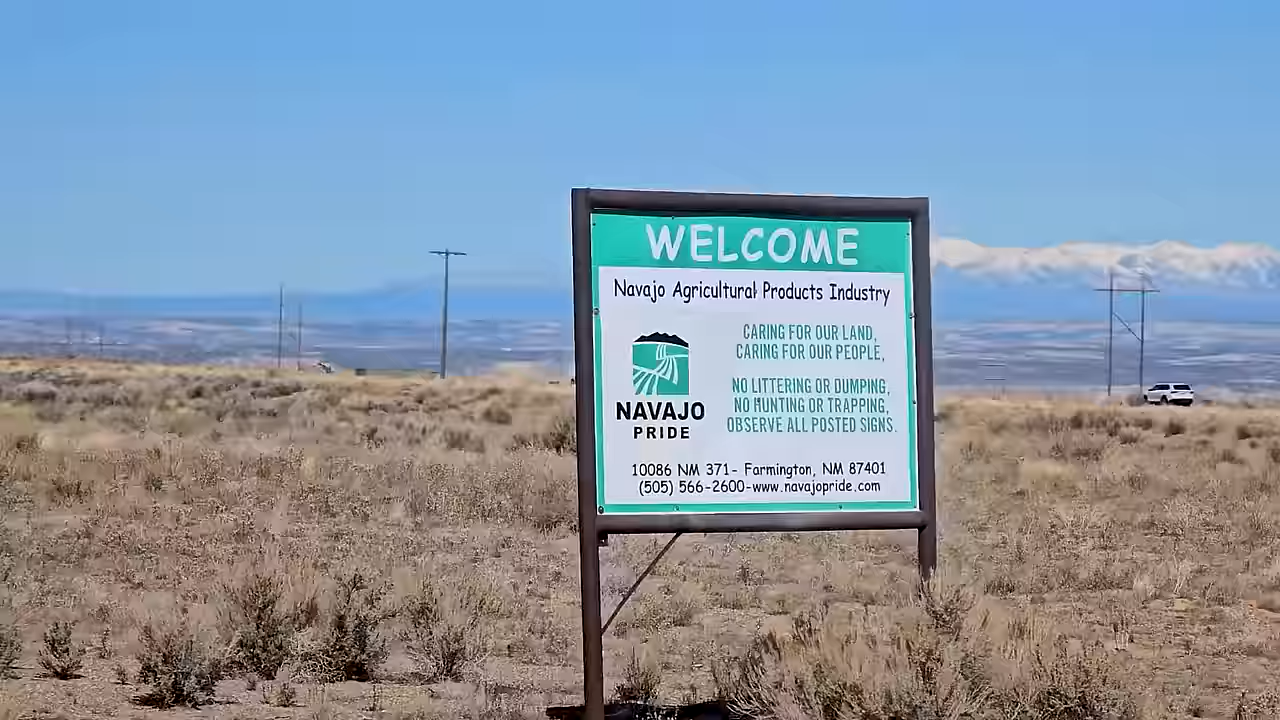 WELCOME
Navajo Agricultural Products Industry
CARING FOR OUR LAND,
CARING FOR OUR PEOPLE,
NO LITTERING OR DUMPING,
NO HUNTING OR TRAPPING,
OBSERVE ALL POSTED SIGNS.
NAVAJO
PRIDE
10086 NM 371- Farmington, NM 87401
(505) 566-2600-www.navajopride.com